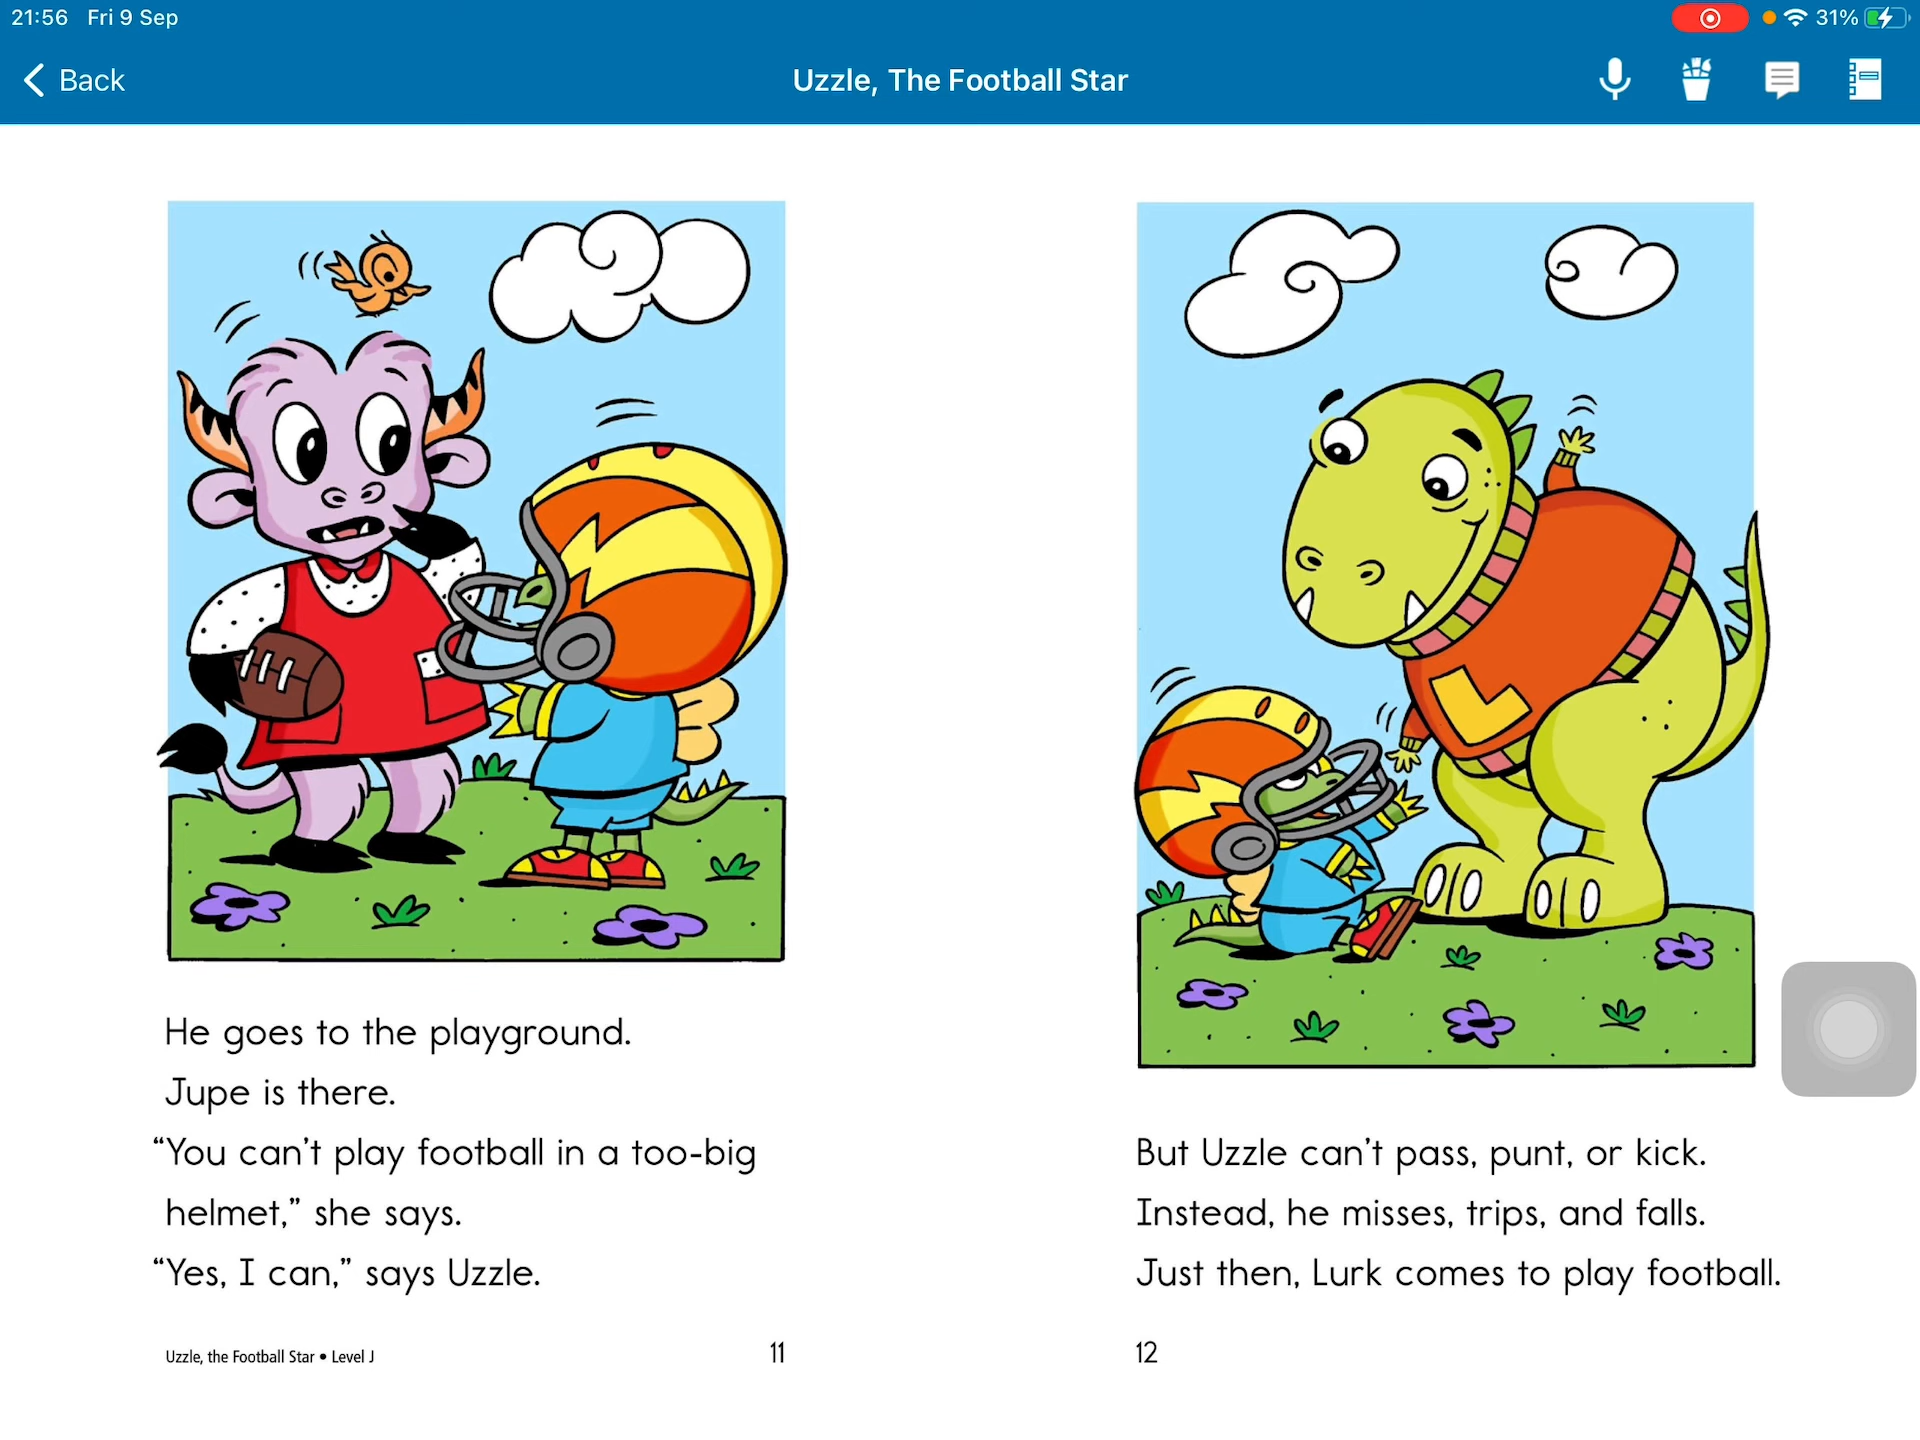 21:56 Fri 9 Sep
31%
Back
Uzzle, The Football Star
He goes to the playground.
Jupe is there.
“You can’t play football in a too-big
helmet,” she says.
“Yes, I can,” says Uzzle.
Uzzle, the Football Star • Level J
11
L
But Uzzle can’t pass, punt, or kick.
Instead, he misses, trips, and falls.
Just then, Lurk comes to play football.
12